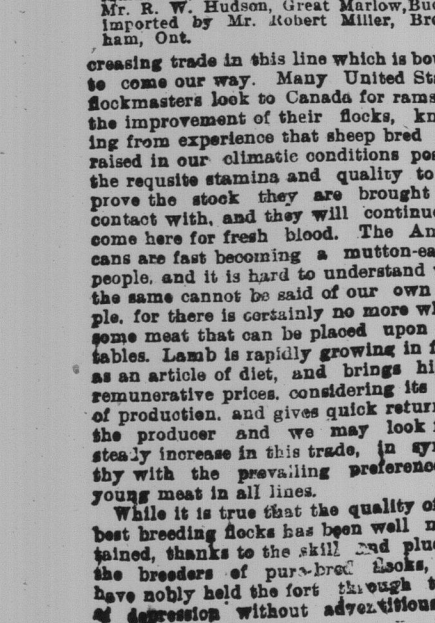 Mr. R. W. Hudson, Great Marlow, Buc
imported by Mr. Robert Miller, Bro
ham, Ont.
creasing trade in this line which is bo
to come our way. Many United Sta
flockmasters look to Canada for rams
the improvement of their flocks, kn
ing from experience that sheep bred
raised in our climatic conditions pos
the requsite stamina and quality to
prove the stock they are brought
contact with, and they will continue
come here for fresh blood. The Am
cans are fast becoming a mutton-ea
people, and it is hard to understand
the same cannot be said of our own
ple, for there is certainly no more wh
some meat that can be placed upon
tables. Lamb is rapidly growing in f
as an article of diet, and brings hi
remunerative prices, considering its
of production, and gives quick return
the producer and we may look
steady increase in this trade, in sy
thy with the prevailing preference
young meat in all lines.
While it is true that the quality of
best breeding flocks has been well m
tained, thanks to the skill and pluc
the breeders of pure-bred flocks,
have nobly held the fort through t
of depression without adventitious